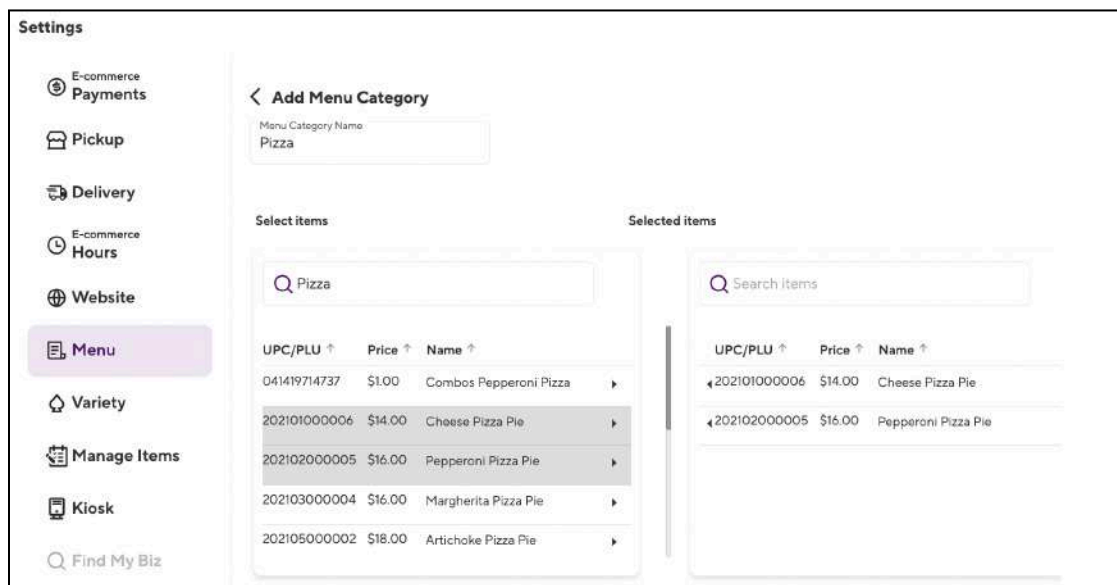 Settings
E-commerce
Payments
Pickup
Delivery
E-commerce
Hours
Website
Menu
Variety
Manage Items
Kiosk
Find My Biz
Add Menu Category
Menu Category Name
Pizza
Select items
Pizza
UPC/PLU ↑ Price ↑ Name ↑
041419714737 $1.00 Combos Pepperoni Pizza
202101000006 $14.00 Cheese Pizza Pie
202102000005 $16.00 Pepperoni Pizza Pie
202103000004 $16.00 Margherita Pizza Pie
202105000002 $18.00 Artichoke Pizza Pie
Selected items
Search items
UPC/PLU ↑ Price ↑ Name ↑
202101000006 $14.00 Cheese Pizza Pie
202102000005 $16.00 Pepperoni Pizza Pie